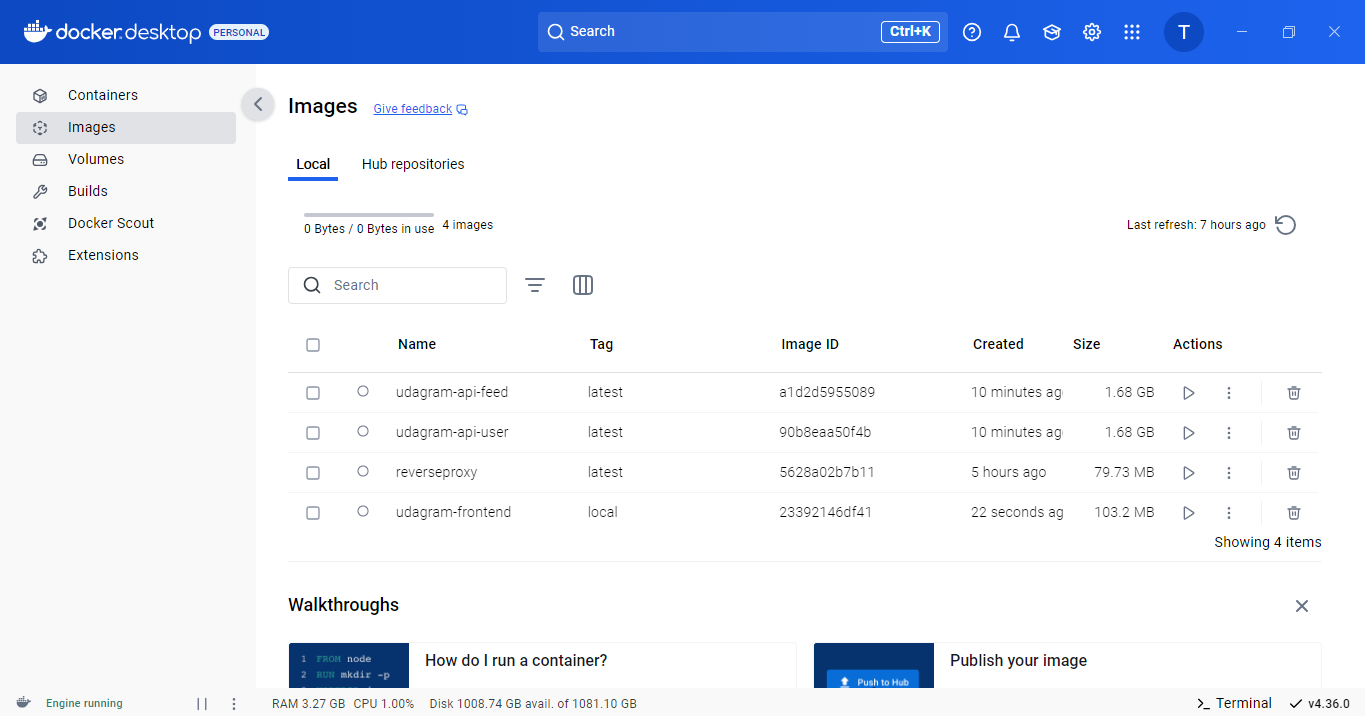 docker desktop PERSONAL Search Ctrl+K T
Containers
Images
Volumes
Builds
Docker Scout
Extensions
Images Give feedback
Local Hub repositories
0 Bytes / 0 Bytes in use 4 images Last refresh: 7 hours ago
Search
Name Tag Image ID Created Size Actions
udagram-api-feed latest a1d2d5955089 10 minutes ag 1.68 GB
udagram-api-user latest 90b8eaa50f4b 10 minutes ag 1.68 GB
reverseproxy latest 5628a02b7b11 5 hours ago 79.73 MB
udagram-frontend local 23392146df41 22 seconds ag 103.2 MB
Showing 4 items
Walkthroughs
1 FROM node
2 RUN mkdir -p
How do I run a container?
Push to Hub
Publish your image
Engine running RAM 3.27 GB CPU 1.00% Disk 1008.74 GB avail. of 1081.10 GB Terminal v4.36.0